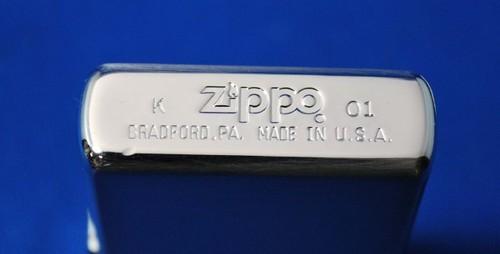 K zippo 01
BRADFORD, PA. MADE IN U.S.A.